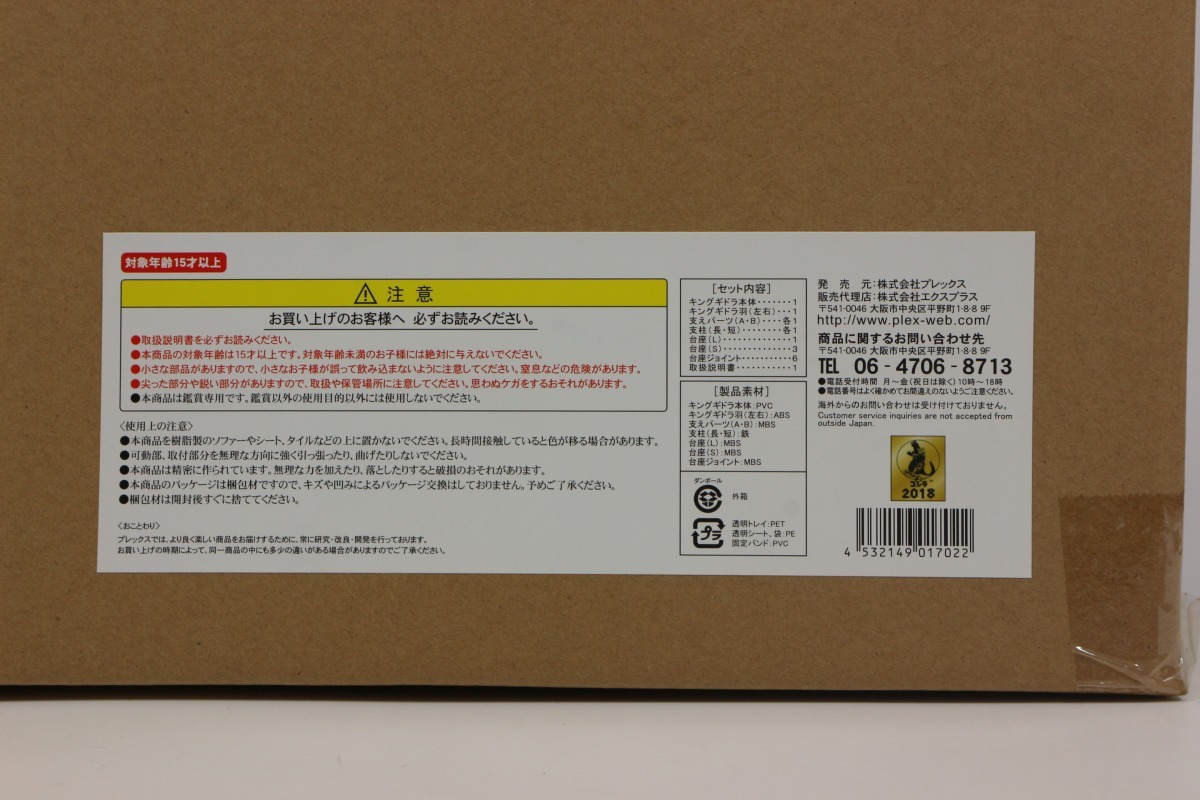 対象年齢15才以上
注意
お買い上げのお客様へ 必ずお読みください。
●取扱説明書を必ずお読みください。
●本商品の対象年齢は15才以上です。対象年齢未満のお子様には絶対に与えないでください。
●小さな部品がありますので、小さなお子様が誤って飲み込まないように注意してください。窒息などの危険があります。
●尖った部分や鋭い部分がありますので、取扱や保管場所に注意してください。思わぬケガをするおそれがあります。
●本商品は鑑賞専用です。鑑賞以外の使用目的以外には使用しないでください。
〈使用上の注意〉
●本商品を樹脂製のソファーやシート、タイルなどの上に置かないでください。長時間接触していると色が移る場合があります。
●可動部、取付部分を無理な方向に強く引っ張ったり、曲げたりしないでください。
●本商品は精密に作られています。無理な力を加えたり、落としたりすると破損のおそれがあります。
●本商品のパッケージは梱包材ですので、キズや凹みによるパッケージ交換はしておりません。予めご了承ください。
●梱包材は開封後すぐに捨ててください。
〈おことわり〉
プレックスでは、より良く楽しい商品をお届けするために、常に研究・改良・開発を行っております。
お買い上げの時期によって、同一商品の中にも多少の違いがある場合がありますのでご了承ください。
[セット内容]
キングギドラ本体・・・・・・・1
キングギドラ羽(左右)・・・各1
支えパーツ(A・B)・・・・各1
支柱(長・短)・・・・・・・・各1
台座(L)・・・・・・・・・・・・1
台座(S)・・・・・・・・・・・・3
台座ジョイント・・・・・・・・・6
取扱説明書・・・・・・・・・・・1
[製品素材]
キングギドラ本体:PVC
キングギドラ羽(左右):ABS
支えパーツ(A・B):MBS
支柱(長・短):鉄
台座(L):MBS
台座(S):MBS
台座ジョイント:MBS
ダンボール
外箱
プラ
透明トレイ:PET
透明シート、袋:PE
固定バンド:PVC
発売元:株式会社プレックス
販売代理店:株式会社エクスプラス
〒541-0046 大阪市中央区平野町1-8-8 9F
http://www.plex-web.com/
商品に関するお問い合わせ先
〒541-0046 大阪市中央区平野町1-8-8 9F
TEL 06-4706-8713
●電話受付時間 月～金(祝日は除く)10時～18時
●電話番号はよく確かめてお間違えのないようご注意ください。
海外からのお問い合わせは受け付けておりません。
Customer service inquiries are not accepted from
outside Japan.
ゴジラ
2018
4 532149 017022